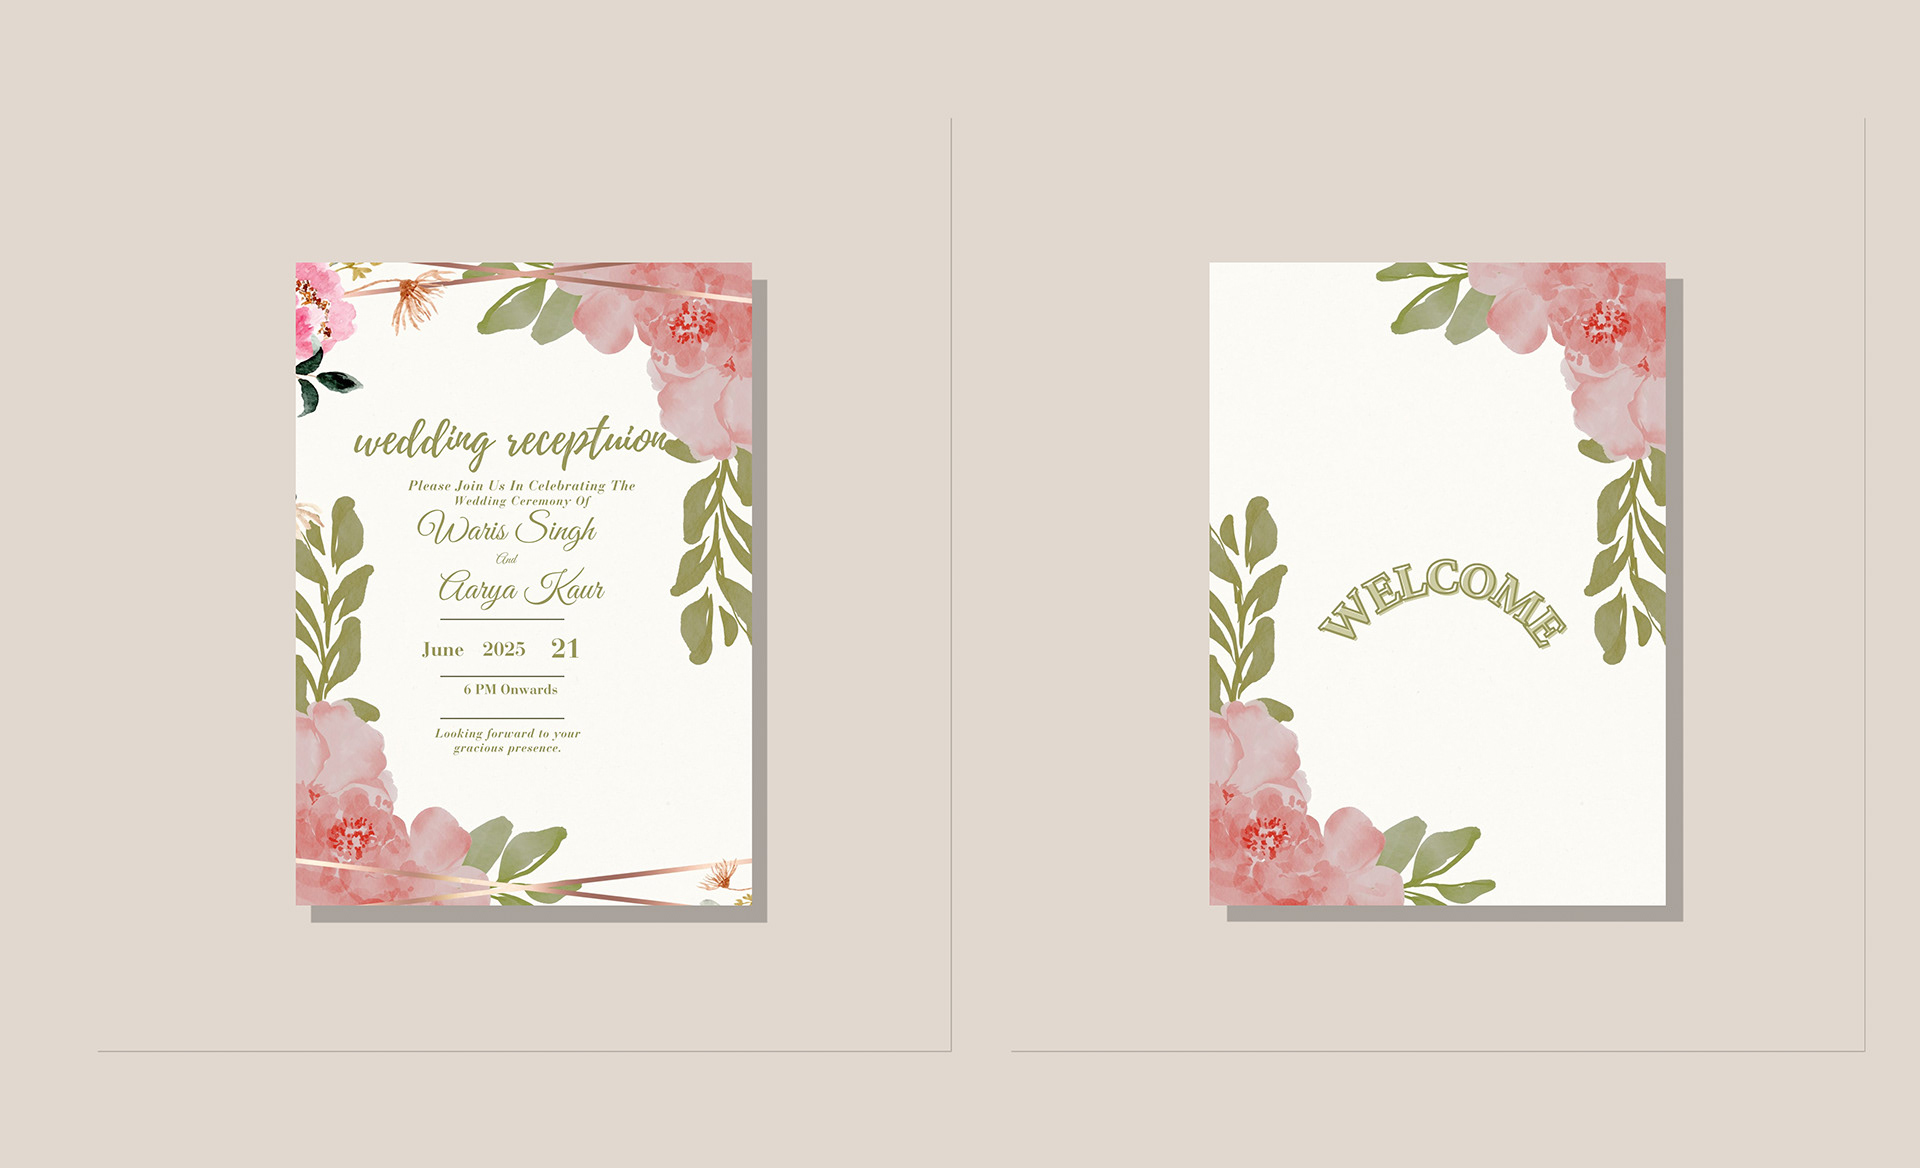 wedding receptuion
Please Join Us In Celebrating The
Wedding Ceremony Of
Waris Singh
And
Aarya Kaur
June 2025 21
6 PM Onwards
Looking forward to your
gracious presence.
WELCOME